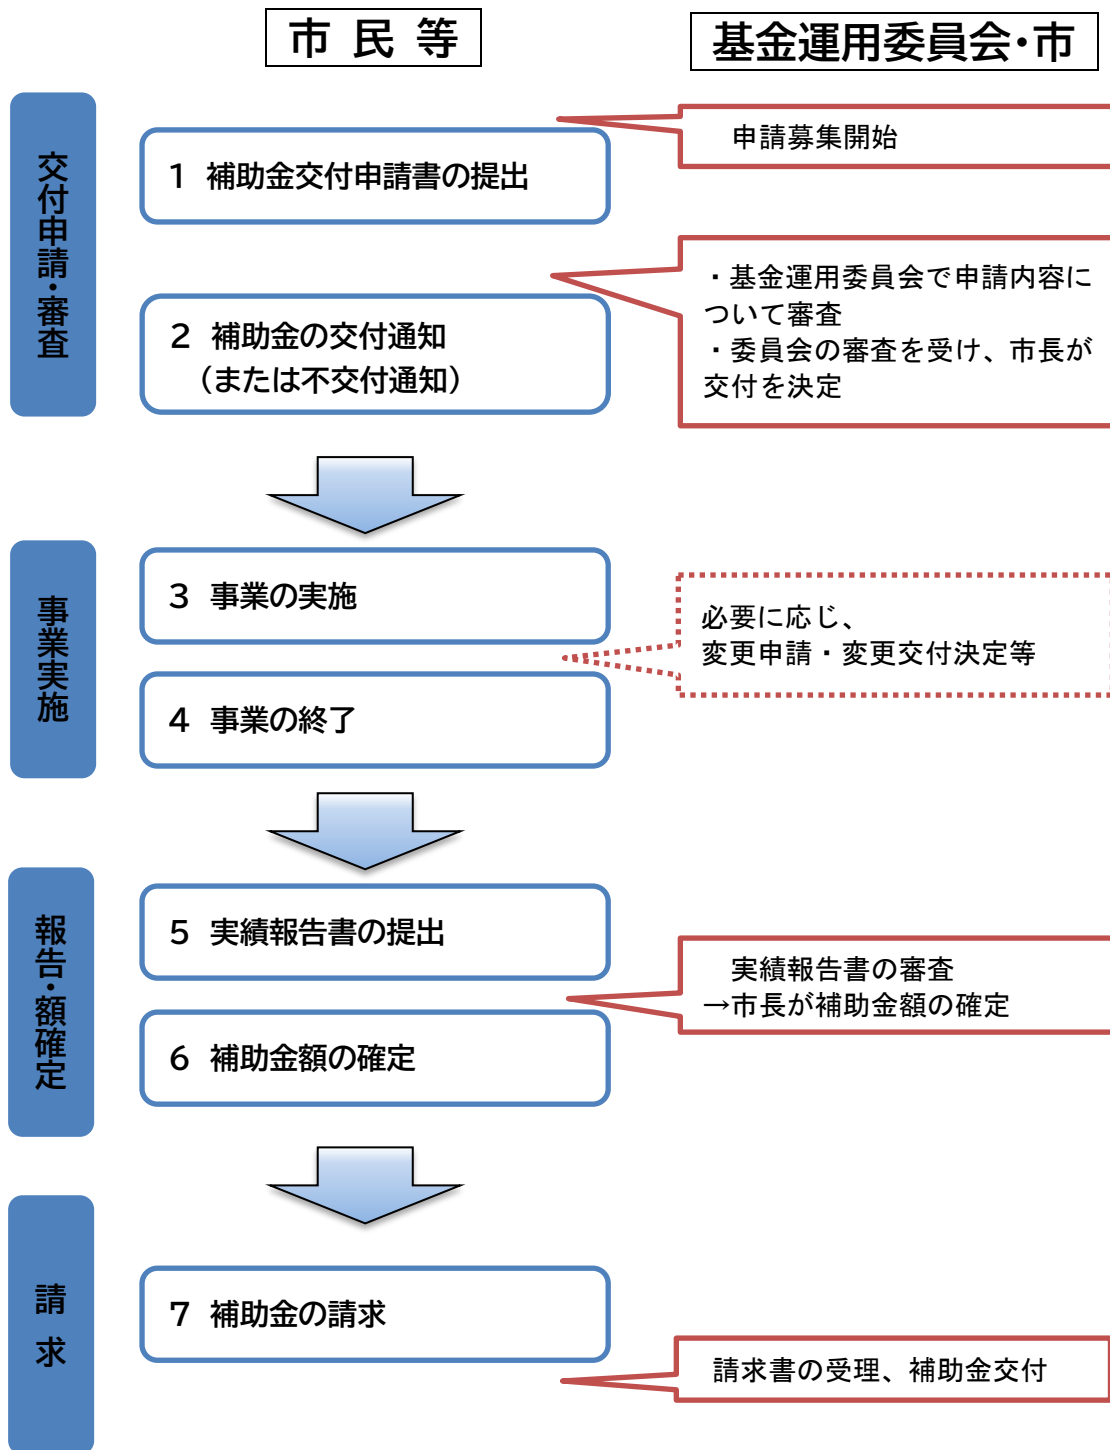 市 民 等
基金運用委員会・市
交付申請・審査
申請募集開始
1 補助金交付申請書の提出
・基金運用委員会で申請内容に
ついて審査
・委員会の審査を受け、市長が
交付を決定
2 補助金の交付通知
（または不交付通知）
事業実施
3 事業の実施
必要に応じ、
変更申請・変更交付決定等
4 事業の終了
報告・額確定
5 実績報告書の提出
実績報告書の審査
→市長が補助金額の確定
6 補助金額の確定
請 求
7 補助金の請求
請求書の受理、補助金交付